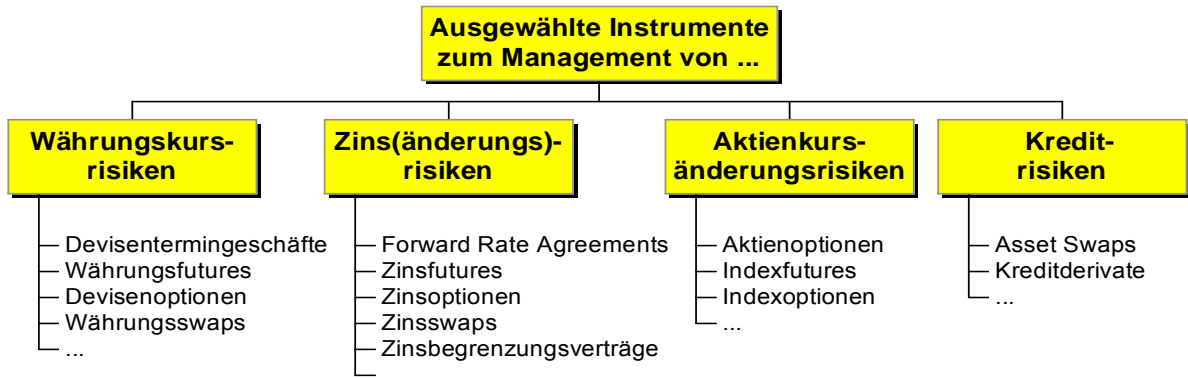 Ausgewählte Instrumente
zum Management von ...
Währungskurs-
risiken
Devisentermingeschäfte
Währungsfutures
Devisenoptionen
Währungsswaps
...
Zins(änderungs)-
risiken
Forward Rate Agreements
Zinsfutures
Zinsoptionen
Zinsswaps
Zinsbegrenzungsverträge
Aktienkurs-
änderungsrisiken
Aktienoptionen
Indexfutures
Indexoptionen
...
Kredit-
risiken
Asset Swaps
Kreditderivate
...